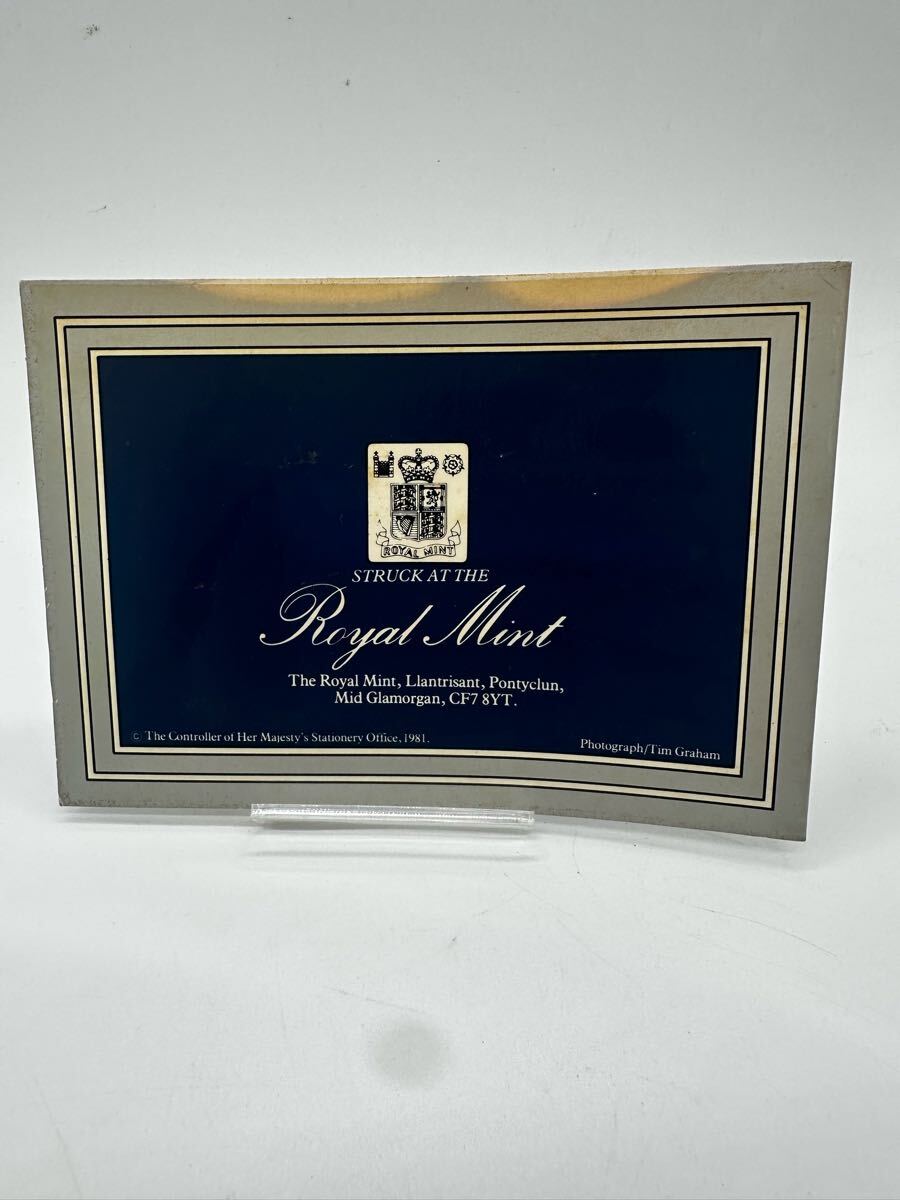 ROYAL MINT
STRUCK AT THE
Royal Mint
The Royal Mint, Llantrisant, Pontyclun,
Mid Glamorgan, CF7 8YT.
© The Controller of Her Majesty's Stationery Office, 1981.
Photograph/Tim Graham